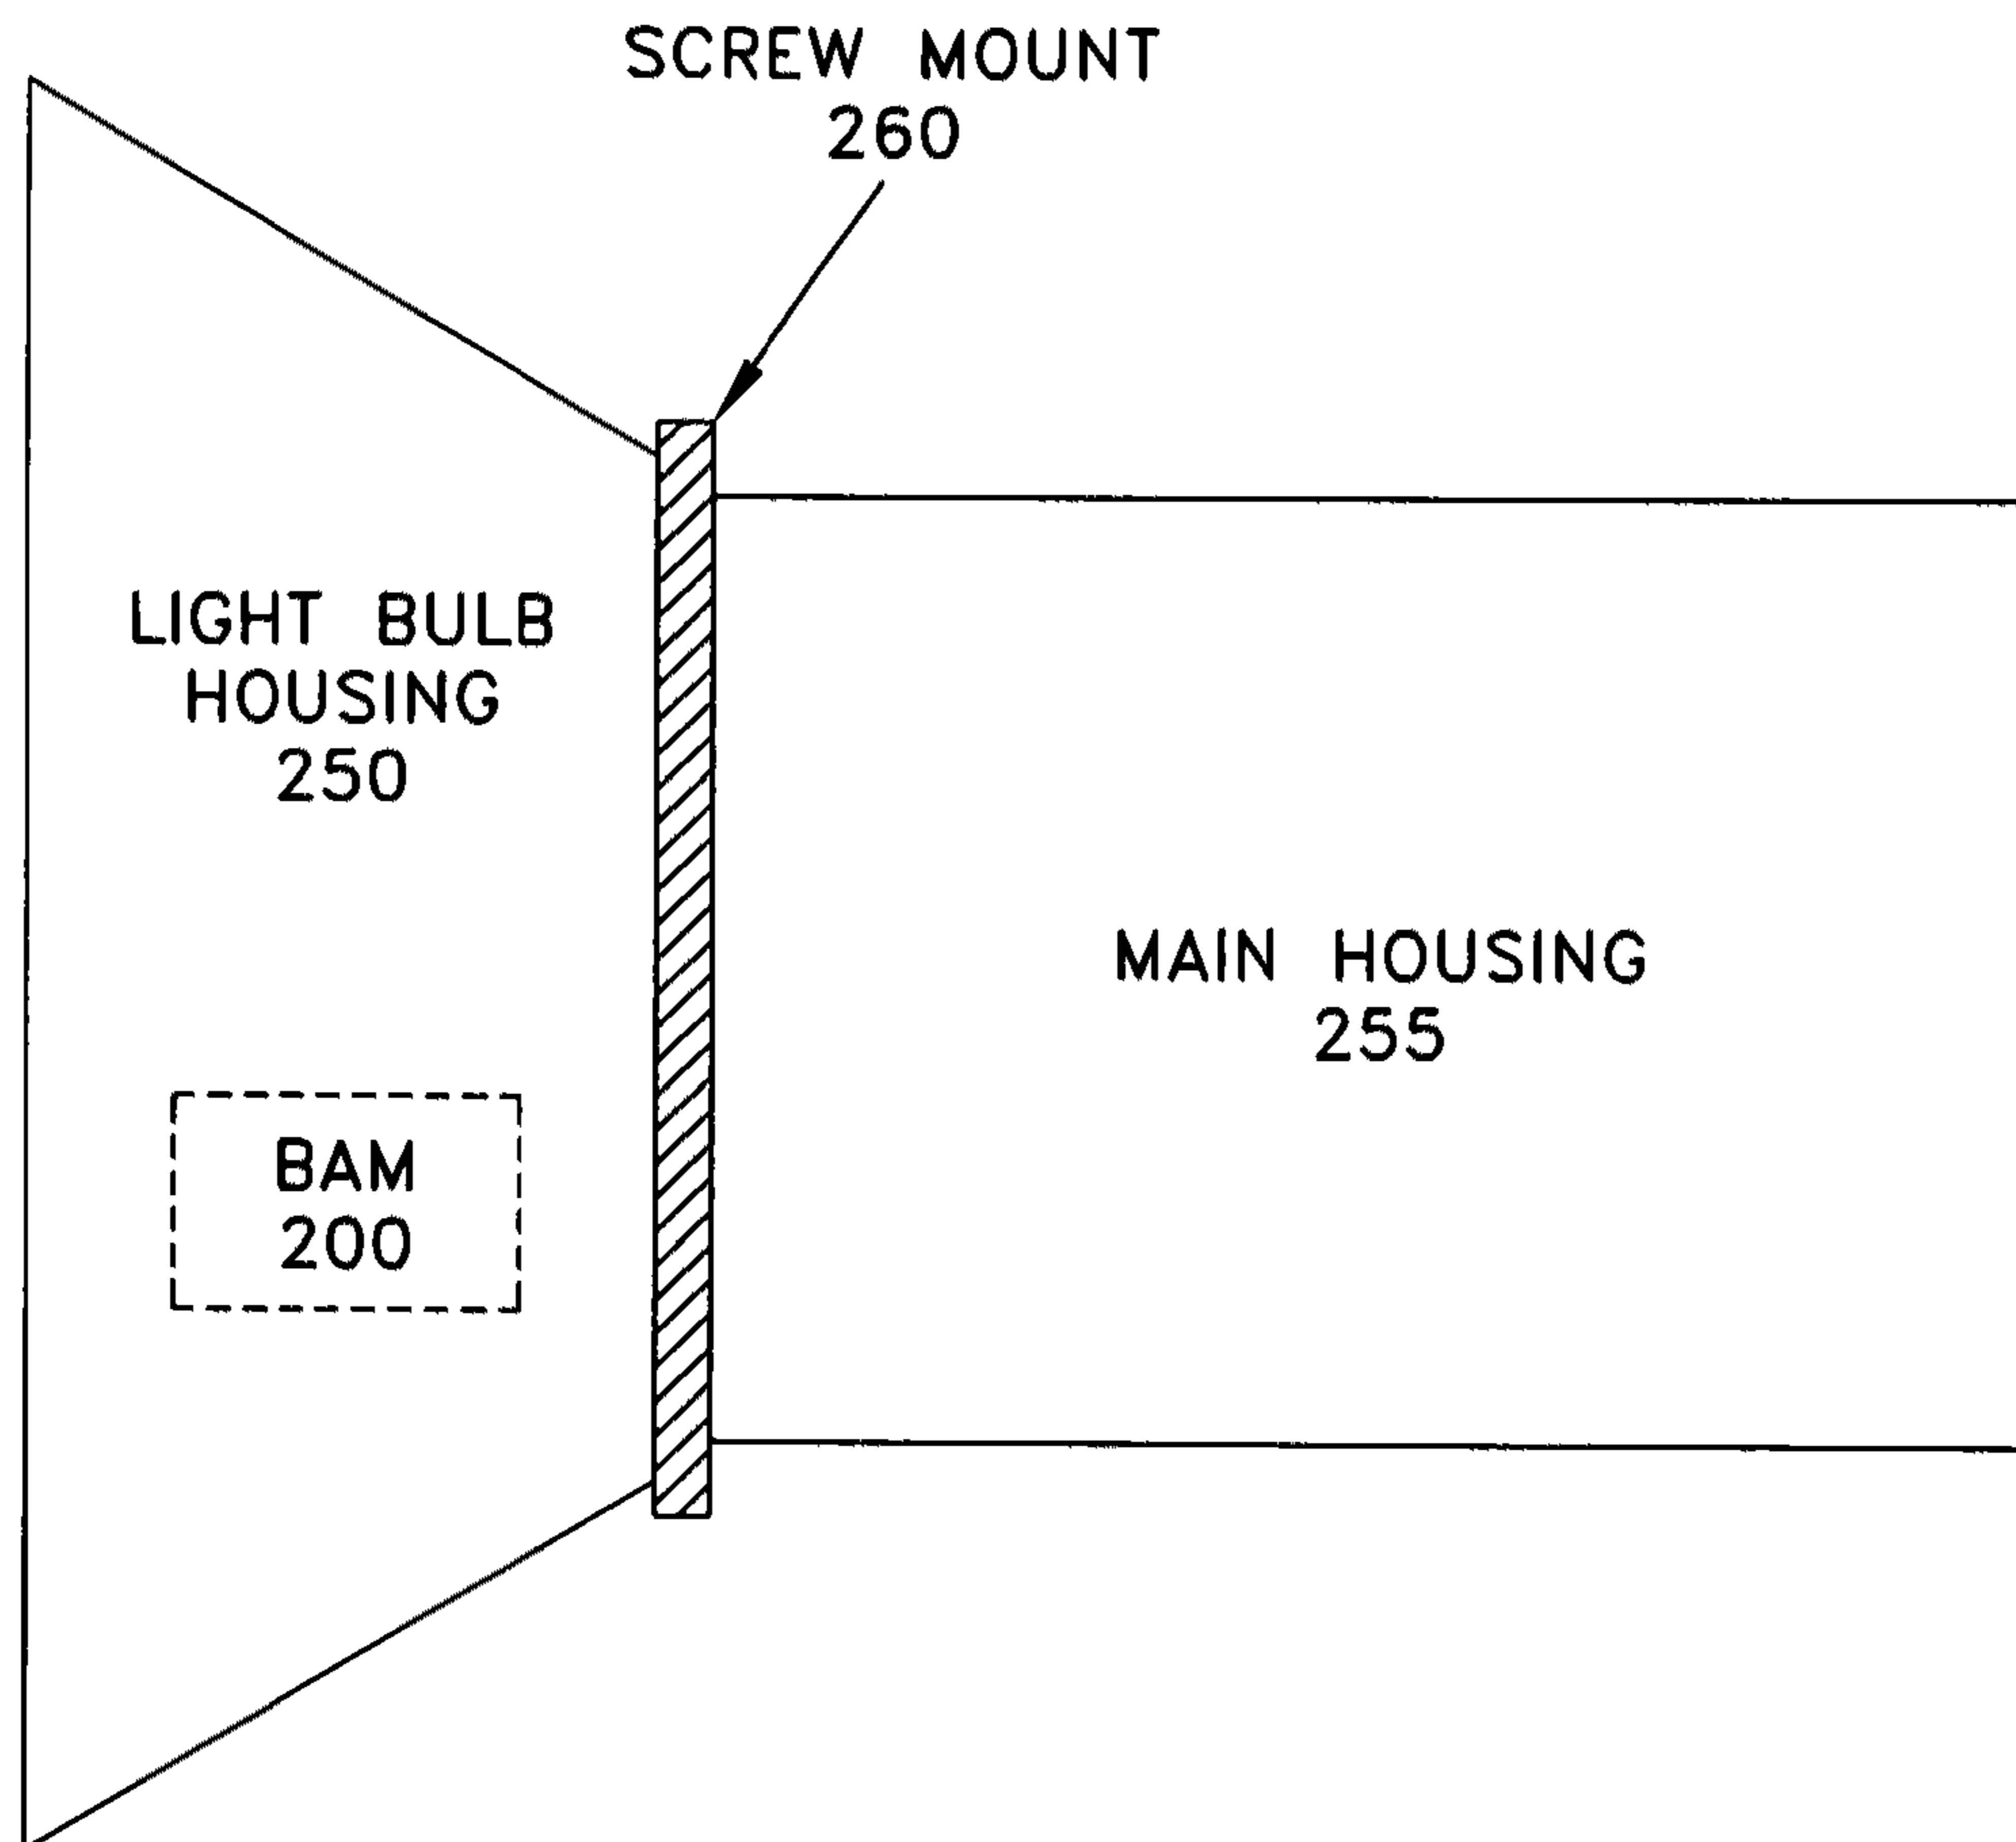 SCREW MOUNT
260
LIGHT BULB
HOUSING
250
MAIN HOUSING
255
BAM
200